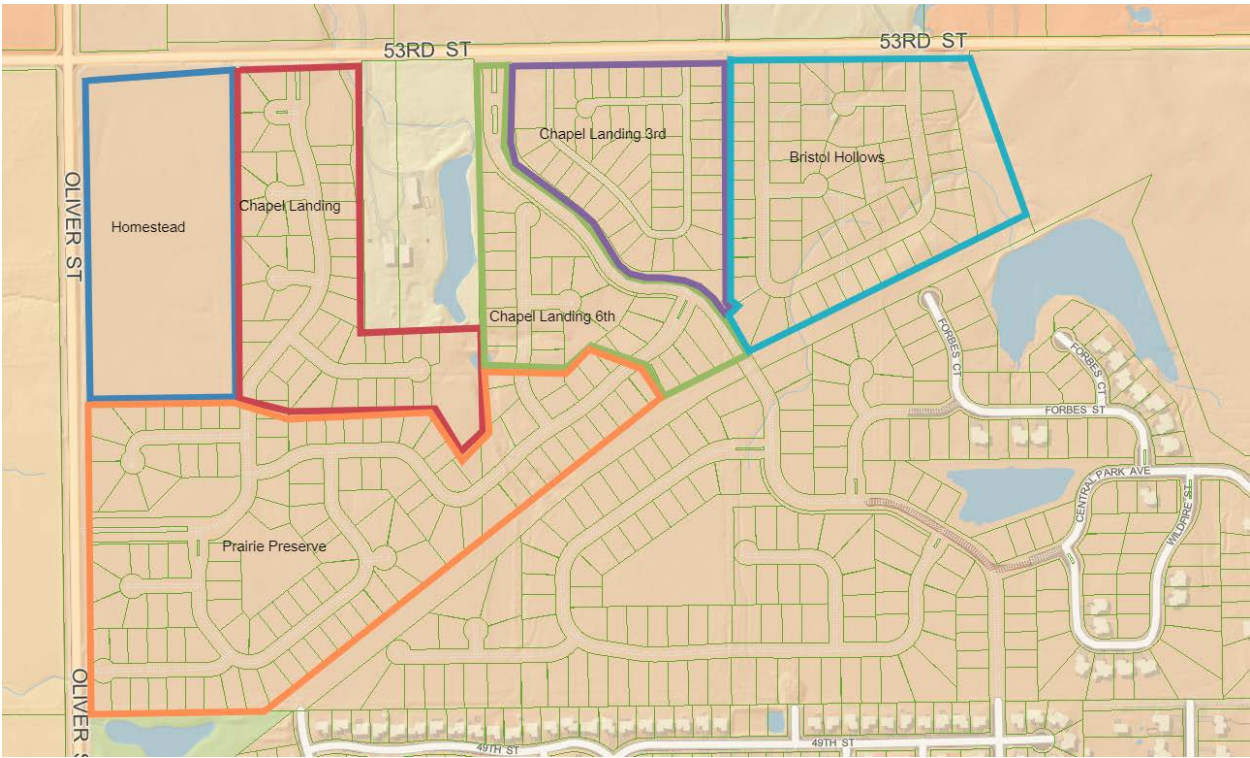 53RD ST
53RD ST
Chapel Landing 3rd
Bristol Hollows
OLIVER ST
Chapel Landing
Homestead
Chapel Landing 6th
FORBES CT
FORBES CT
FORBES ST
CENTRAL PARK AVE
WILDFIRE ST
Prairie Preserve
OLIVER S
49TH ST
49TH ST